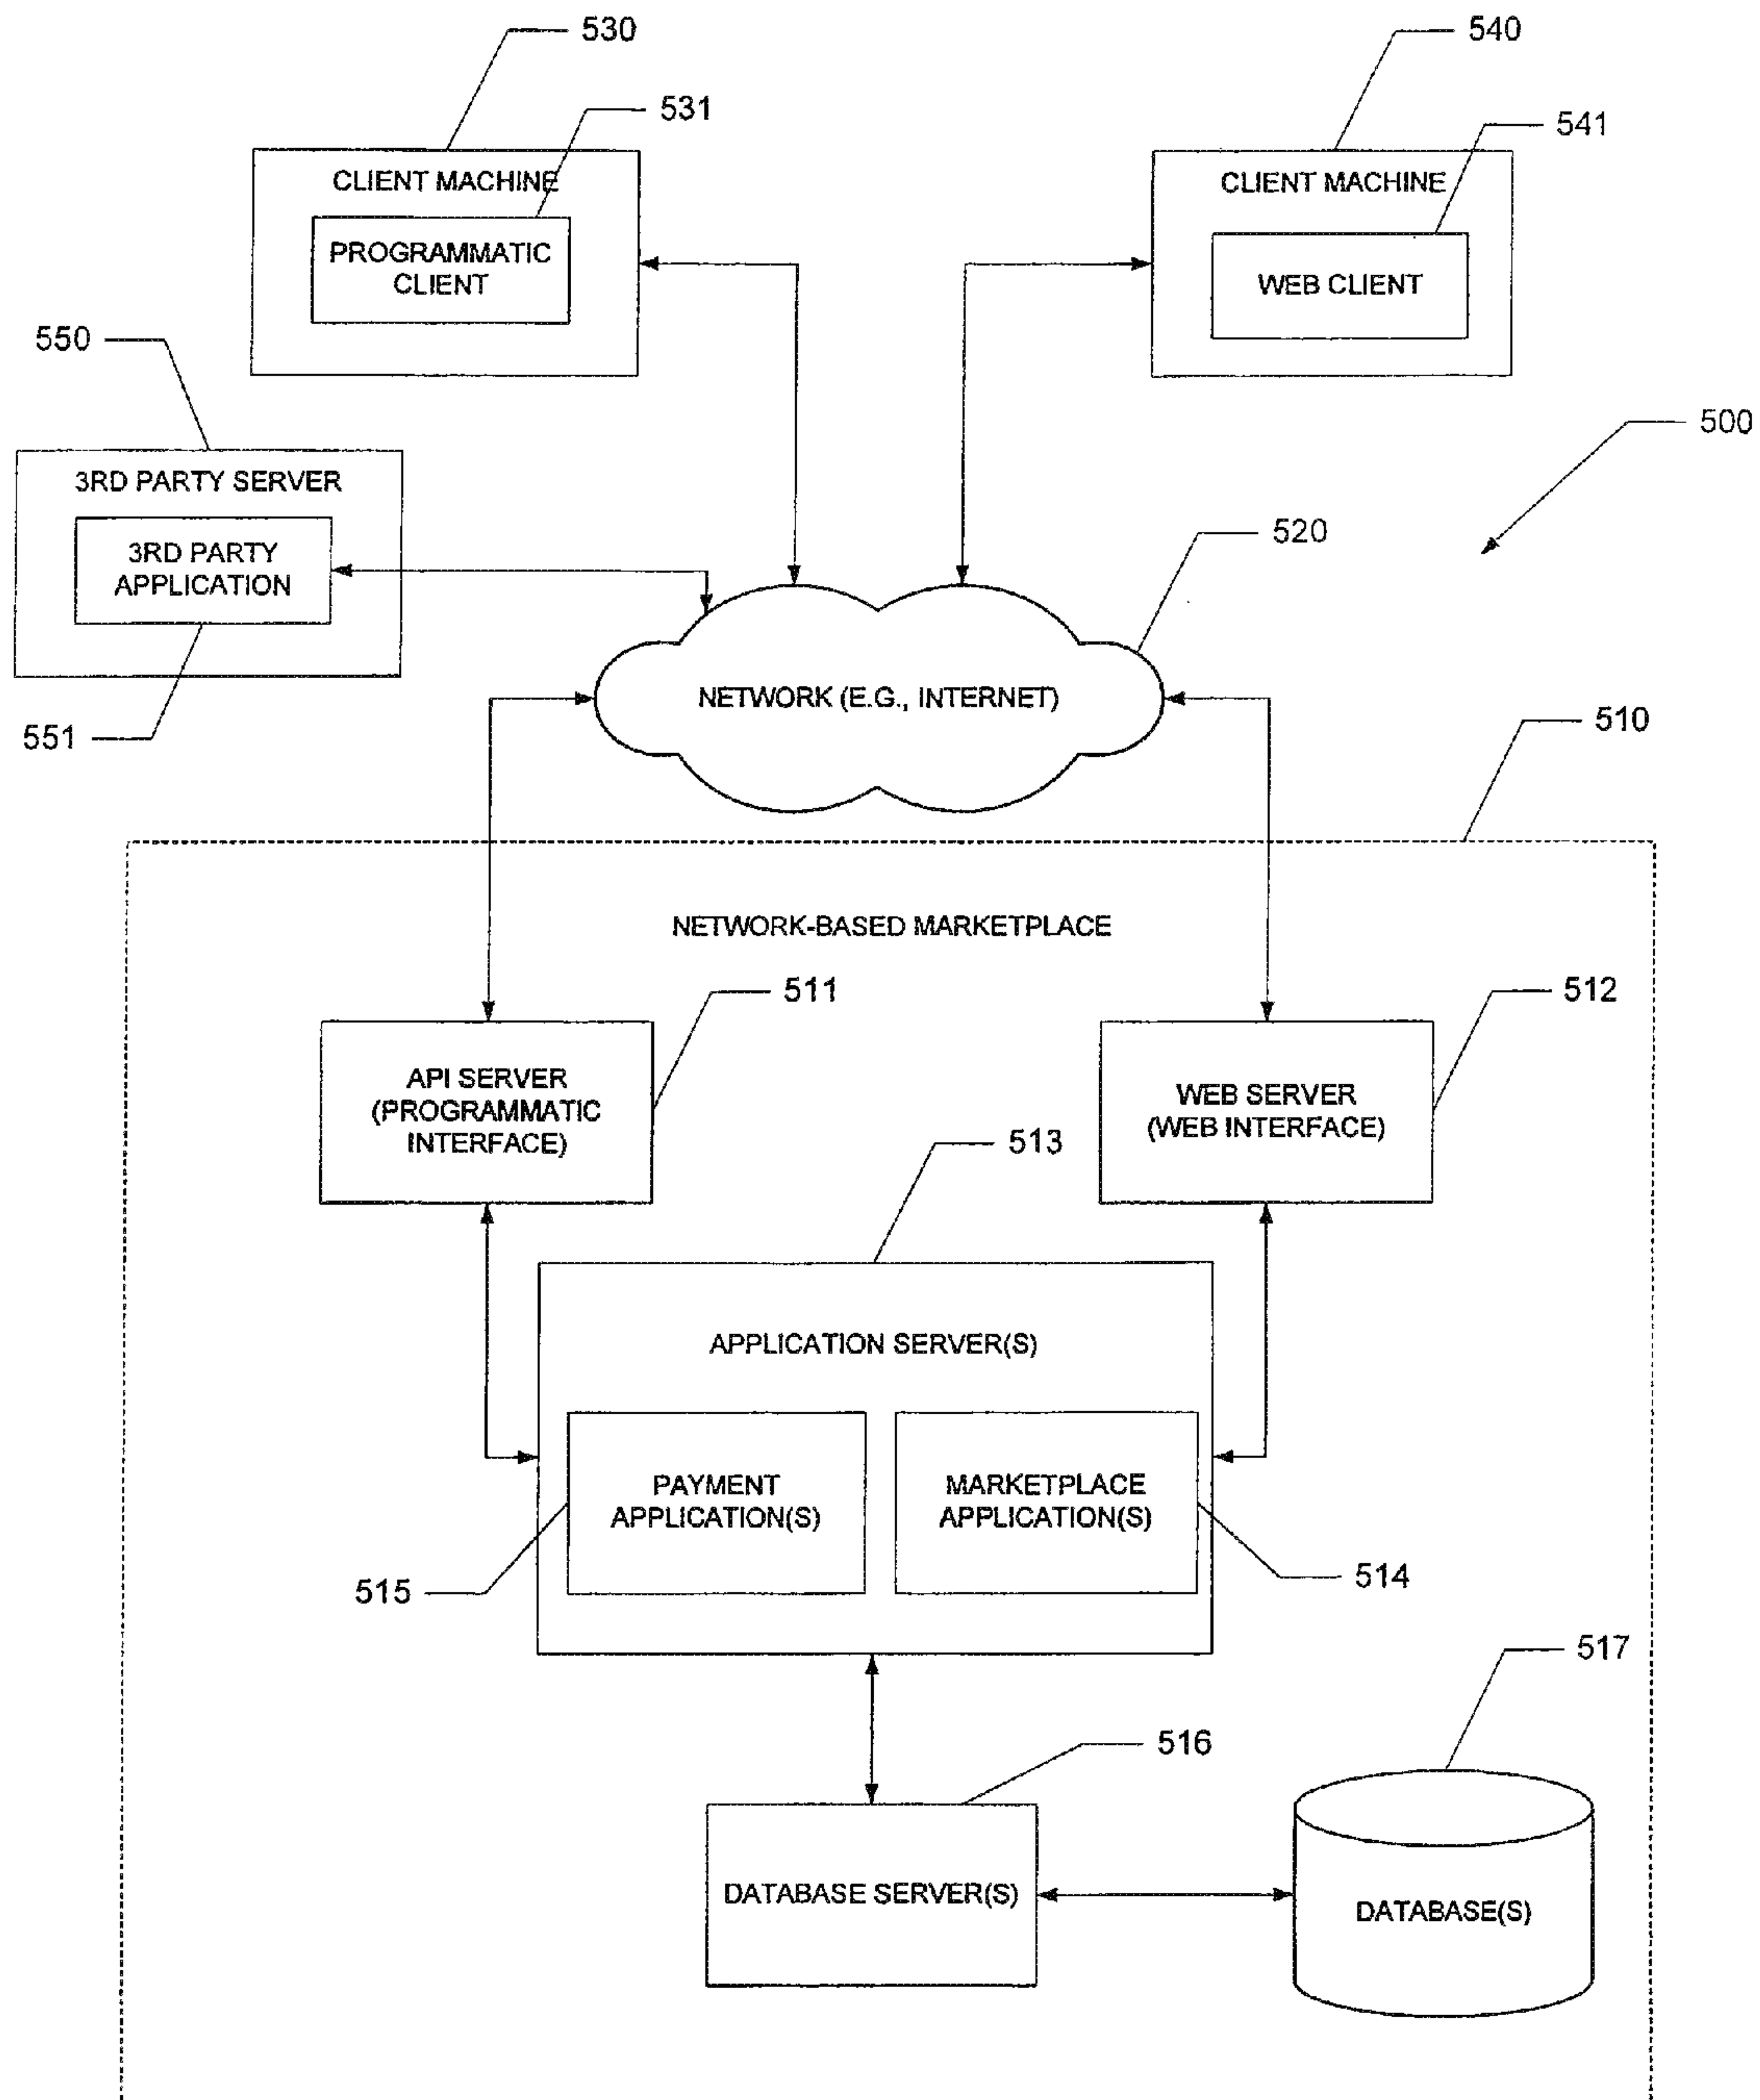 530
540
531
541
CLIENT MACHINE
PROGRAMMATIC
CLIENT
CLIENT MACHINE
WEB CLIENT
550
500
3RD PARTY SERVER
3RD PARTY
APPLICATION
551
520
NETWORK (E.G., INTERNET)
510
NETWORK-BASED MARKETPLACE
511
512
API SERVER
(PROGRAMMATIC
INTERFACE)
WEB SERVER
(WEB INTERFACE)
513
APPLICATION SERVER(S)
PAYMENT
APPLICATION(S)
MARKETPLACE
APPLICATION(S)
515
514
517
516
DATABASE SERVER(S)
DATABASE(S)